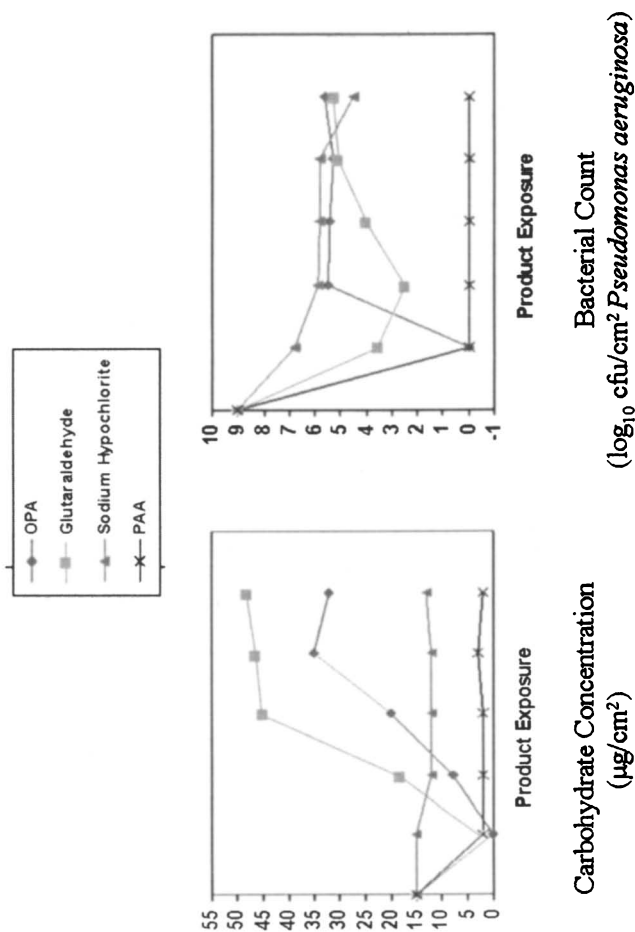 OPA
Glutaraldehyde
Sodium Hypochlorite
PAA
55
50
45
40
35
30
25
20
15
10
5
0
Product Exposure
Carbohydrate Concentration
(µg/cm²)
10
9
8
7
6
5
4
3
2
1
0
-1
Product Exposure
Bacterial Count
(log₁₀ cfu/cm² Pseudomonas aeruginosa)